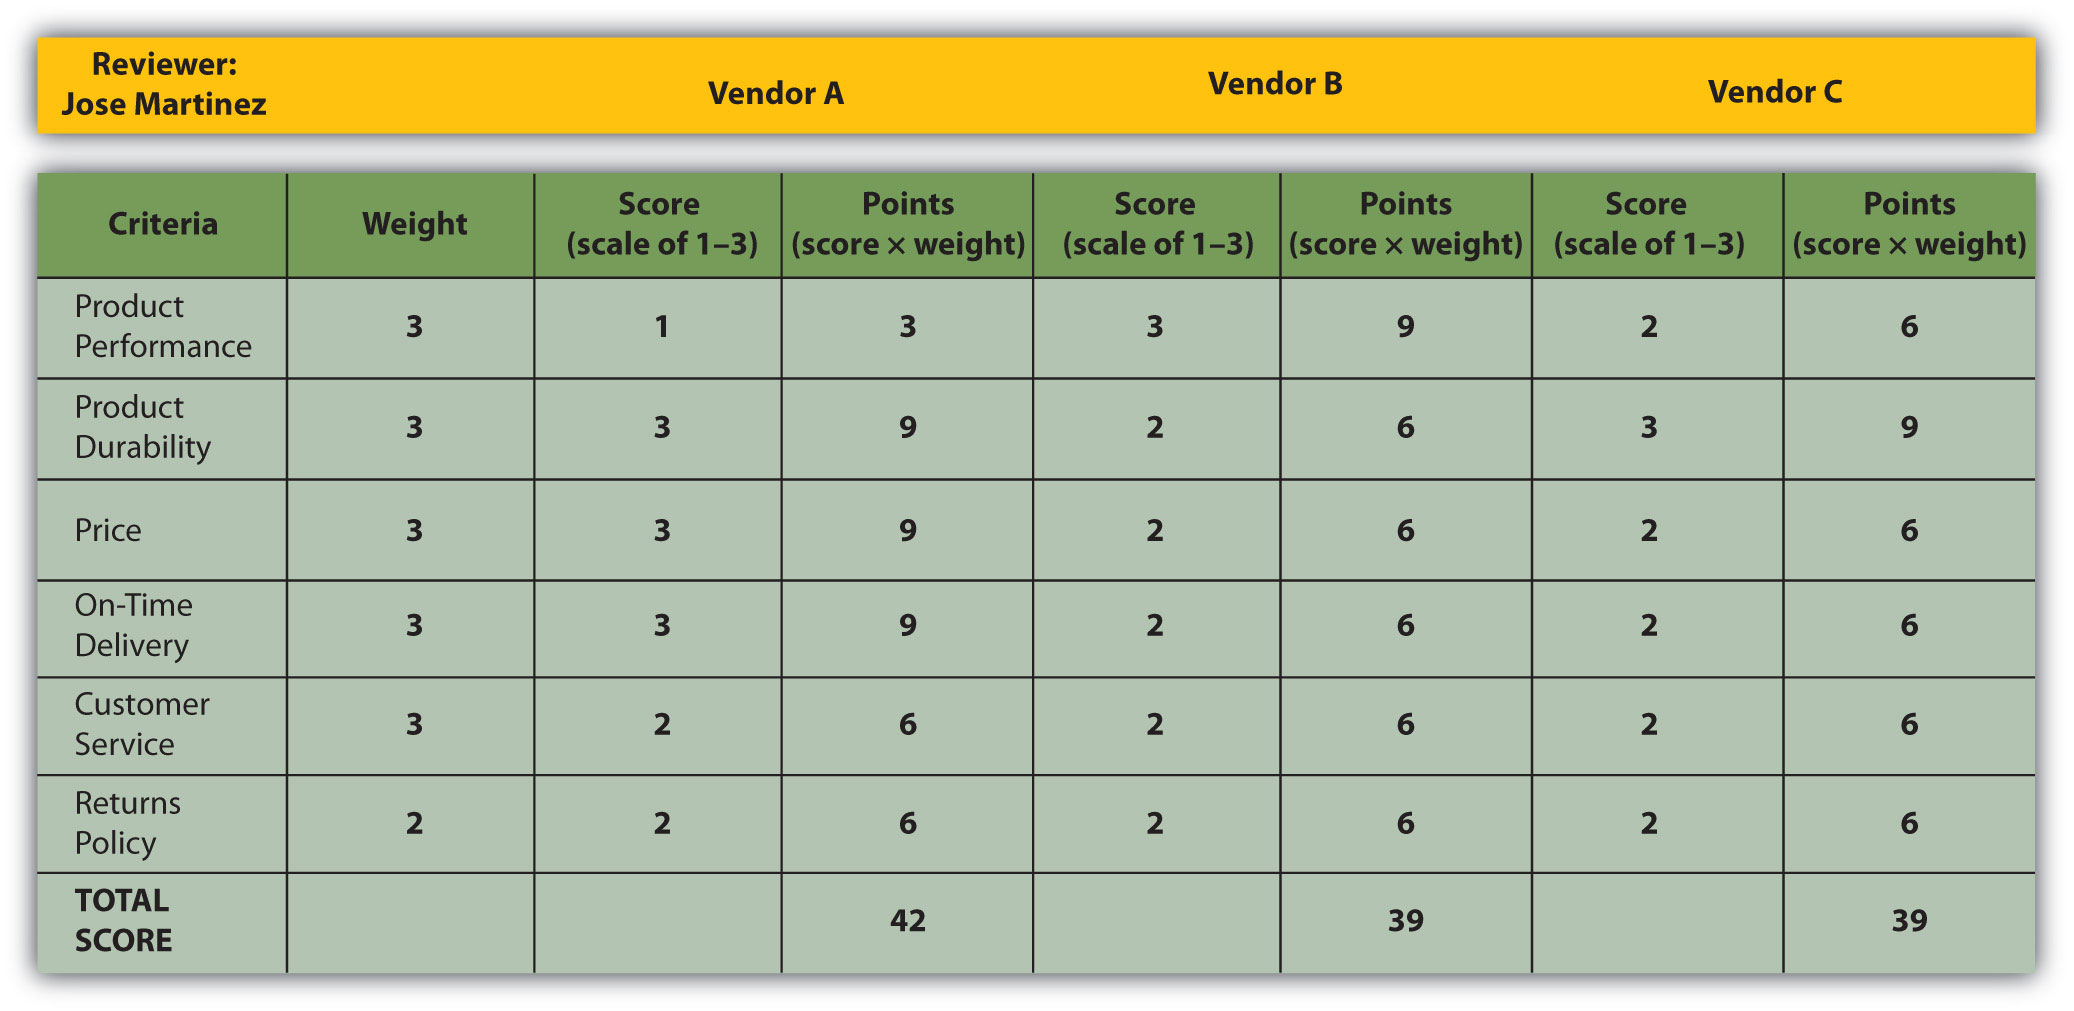 Reviewer:
Jose Martinez
Vendor A
Vendor B
Vendor C
Criteria
Weight
Score
(scale of 1–3)
Points
(score × weight)
Score
(scale of 1–3)
Points
(score × weight)
Score
(scale of 1–3)
Points
(score × weight)
Product
Performance
3
1
3
3
9
2
6
Product
Durability
3
3
9
2
6
3
9
Price
3
3
9
2
6
2
6
On-Time
Delivery
3
3
9
2
6
2
6
Customer
Service
3
2
6
2
6
2
6
Returns
Policy
2
2
6
2
6
2
6
TOTAL
SCORE
42
39
39